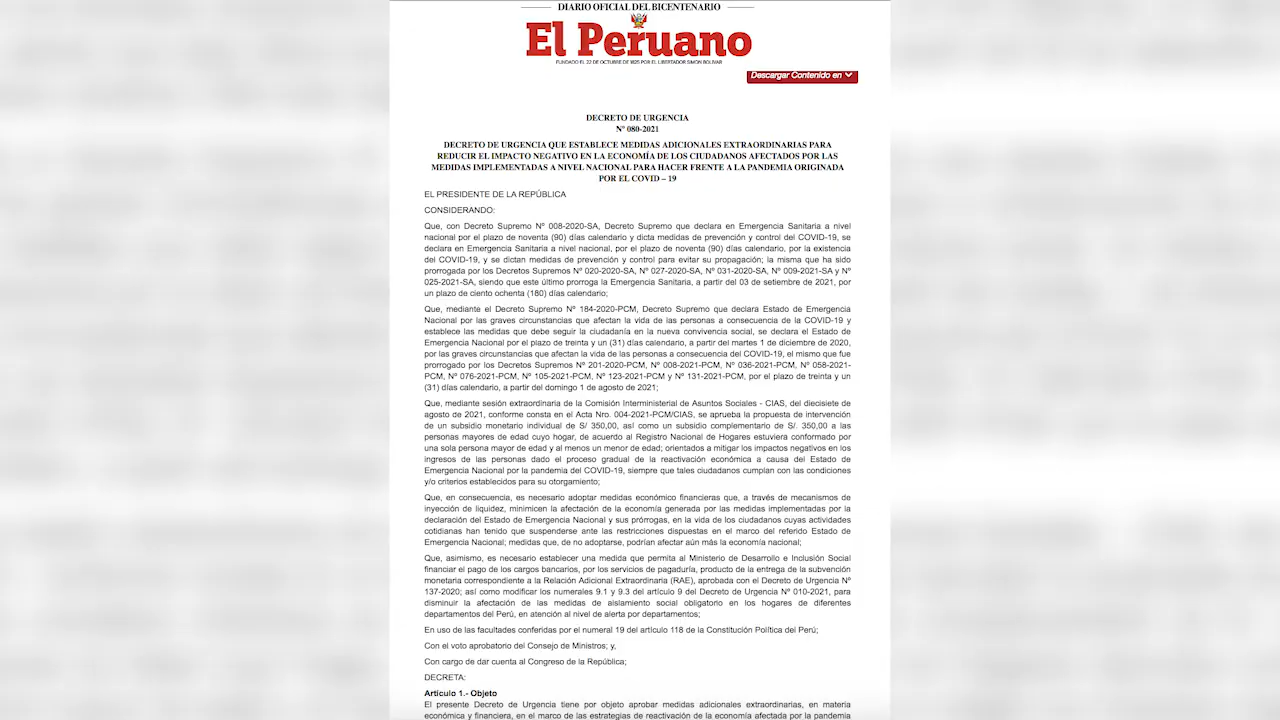 DIARIO OFICIAL DEL BICENTENARIO
El Peruano
FUNDADO EL 22 DE OCTUBRE DE 1825 POR EL LIBERTADOR SIMÓN BOLÍVAR
Descargar Contenido en
DECRETO DE URGENCIA
Nº 080-2021
DECRETO DE URGENCIA QUE ESTABLECE MEDIDAS ADICIONALES EXTRAORDINARIAS PARA
REDUCIR EL IMPACTO NEGATIVO EN LA ECONOMÍA DE LOS CIUDADANOS AFECTADOS POR LAS
MEDIDAS IMPLEMENTADAS A NIVEL NACIONAL PARA HACER FRENTE A LA PANDEMIA ORIGINADA
POR EL COVID – 19
EL PRESIDENTE DE LA REPÚBLICA
CONSIDERANDO:
Que, con Decreto Supremo Nº 008-2020-SA, Decreto Supremo que declara en Emergencia Sanitaria a nivel
nacional por el plazo de noventa (90) días calendario y dicta medidas de prevención y control del COVID-19, se
declara en Emergencia Sanitaria a nivel nacional, por el plazo de noventa (90) días calendario, por la existencia
del COVID-19, y se dictan medidas de prevención y control para evitar su propagación; la misma que ha sido
prorrogada por los Decretos Supremos Nº 020-2020-SA, Nº 027-2020-SA, Nº 031-2020-SA, Nº 009-2021-SA y Nº
025-2021-SA, siendo que este último prorroga la Emergencia Sanitaria, a partir del 03 de setiembre de 2021, por
un plazo de ciento ochenta (180) días calendario;
Que, mediante el Decreto Supremo Nº 184-2020-PCM, Decreto Supremo que declara Estado de Emergencia
Nacional por las graves circunstancias que afectan la vida de las personas a consecuencia de la COVID-19 y
establece las medidas que debe seguir la ciudadanía en la nueva convivencia social, se declara el Estado de
Emergencia Nacional por el plazo de treinta y un (31) días calendario, a partir del martes 1 de diciembre de 2020,
por las graves circunstancias que afectan la vida de las personas a consecuencia del COVID-19, el mismo que fue
prorrogado por los Decretos Supremos Nº 201-2020-PCM, Nº 008-2021-PCM, Nº 036-2021-PCM, Nº 058-2021-
PCM, Nº 076-2021-PCM, Nº 105-2021-PCM, Nº 123-2021-PCM y Nº 131-2021-PCM, por el plazo de treinta y un
(31) días calendario, a partir del domingo 1 de agosto de 2021;
Que, mediante sesión extraordinaria de la Comisión Interministerial de Asuntos Sociales - CIAS, del diecisiete de
agosto de 2021, conforme consta en el Acta Nro. 004-2021-PCM/CIAS, se aprueba la propuesta de intervención
de un subsidio monetario individual de S/ 350,00, así como un subsidio complementario de S/. 350,00 a las
personas mayores de edad cuyo hogar, de acuerdo al Registro Nacional de Hogares estuviera conformado por
una sola persona mayor de edad y al menos un menor de edad; orientados a mitigar los impactos negativos en los
ingresos de las personas dado el proceso gradual de la reactivación económica a causa del Estado de
Emergencia Nacional por la pandemia del COVID-19, siempre que tales ciudadanos cumplan con las condiciones
y/o criterios establecidos para su otorgamiento;
Que, en consecuencia, es necesario adoptar medidas económico financieras que, a través de mecanismos de
inyección de liquidez, minimicen la afectación de la economía generada por las medidas implementadas por la
declaración del Estado de Emergencia Nacional y sus prórrogas, en la vida de los ciudadanos cuyas actividades
cotidianas han tenido que suspenderse ante las restricciones dispuestas en el marco del referido Estado de
Emergencia Nacional; medidas que, de no adoptarse, podrían afectar aún más la economía nacional;
Que, asimismo, es necesario establecer una medida que permita al Ministerio de Desarrollo e Inclusión Social
financiar el pago de los cargos bancarios, por los servicios de pagaduría, producto de la entrega de la subvención
monetaria correspondiente a la Relación Adicional Extraordinaria (RAE), aprobada con el Decreto de Urgencia Nº
137-2020; así como modificar los numerales 9.1 y 9.3 del artículo 9 del Decreto de Urgencia Nº 010-2021, para
disminuir la afectación de las medidas de aislamiento social obligatorio en los hogares de diferentes
departamentos del Perú, en atención al nivel de alerta por departamentos;
En uso de las facultades conferidas por el numeral 19 del artículo 118 de la Constitución Política del Perú;
Con el voto aprobatorio del Consejo de Ministros; y,
Con cargo de dar cuenta al Congreso de la República;
DECRETA:
Artículo 1.- Objeto
El presente Decreto de Urgencia tiene por objeto aprobar medidas adicionales extraordinarias, en materia
económica y financiera, en el marco de las estrategias de reactivación de la economía afectada por la pandemia